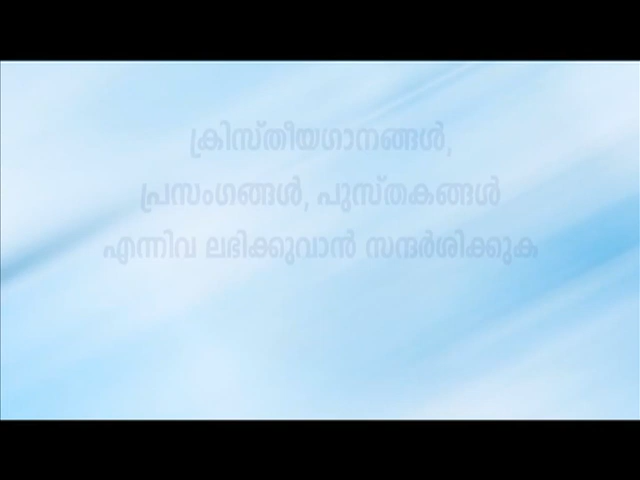 ക്രിസ്തീയഗാനങ്ങൾ,
പ്രസംഗങ്ങൾ, പുസ്തകങ്ങൾ
എന്നിവ ലഭിക്കുവാൻ സന്ദർശിക്കുക